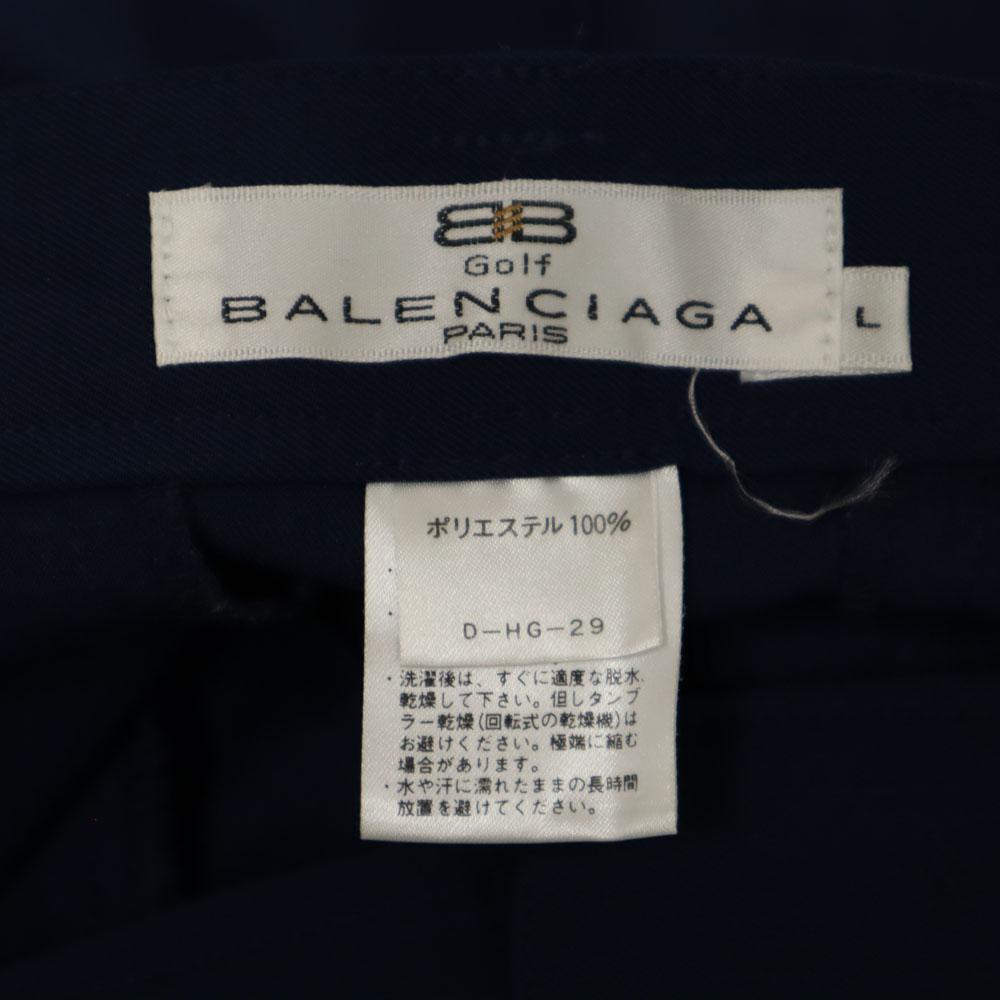 BB
Golf
BALENCIAGA
PARIS
L
ポリエステル 100%
D-HG-29
・洗濯後は、すぐに適度な脱水、
乾燥して下さい。但しタンブ
ラー乾燥(回転式の乾燥機)は
お避けください。極端に縮む
場合があります。
・水や汗に濡れたままの長時間
放置を避けてください。